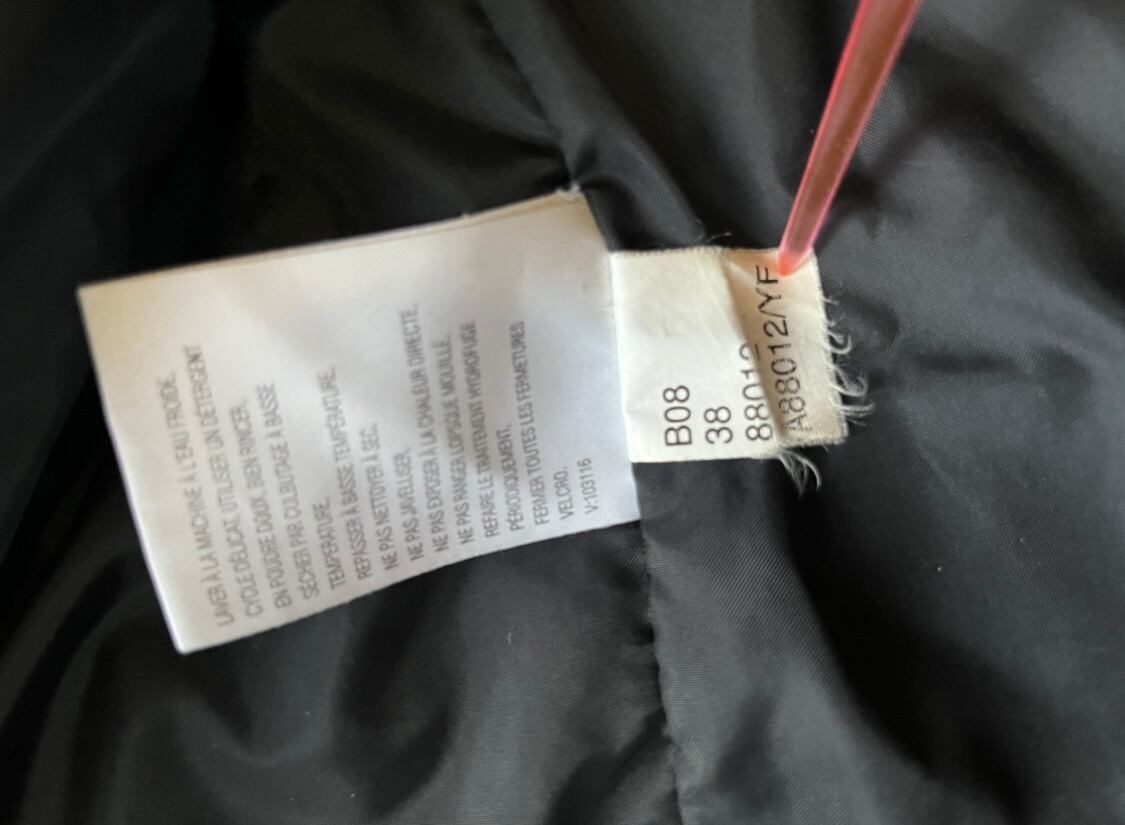 LAVER À LA MACHINE À L'EAU FROIDE,
CYCLE DÉLICAT, UTILISER UN DÉTERGENT
EN POUDRE DOUX, BIEN RINCER.
SÉCHER PAR CULBUTAGE À BASSE
TEMPÉRATURE.
REPASSER À BASSE TEMPERATURE.
NE PAS NETTOYER À SEC.
NE PAS JAVELLISER.
NE PAS EXPOSER À LA CHALEUR DIRECTE.
NE PAS RANGER LORSQUE MOUILLÉ.
REFAIRE LE TRAITEMENT HYDROFUGE
PÉRIODIQUEMENT.
FERMER TOUTES LES FERMETURES
VELCRO.
V:103116
B08
38
88012
A88012/YF